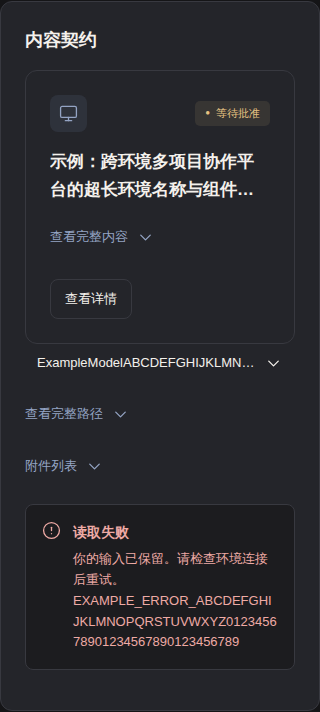 内容契约
等待批准
示例：跨环境多项目协作平
台的超长环境名称与组件…
查看完整内容
查看详情
ExampleModelABCDEFGHIJKLMN…
查看完整路径
附件列表
读取失败
你的输入已保留。请检查环境连接
后重试。
EXAMPLE_ERROR_ABCDEFGHI
JKLMNOPQRSTUVWXYZ0123456
78901234567890123456789